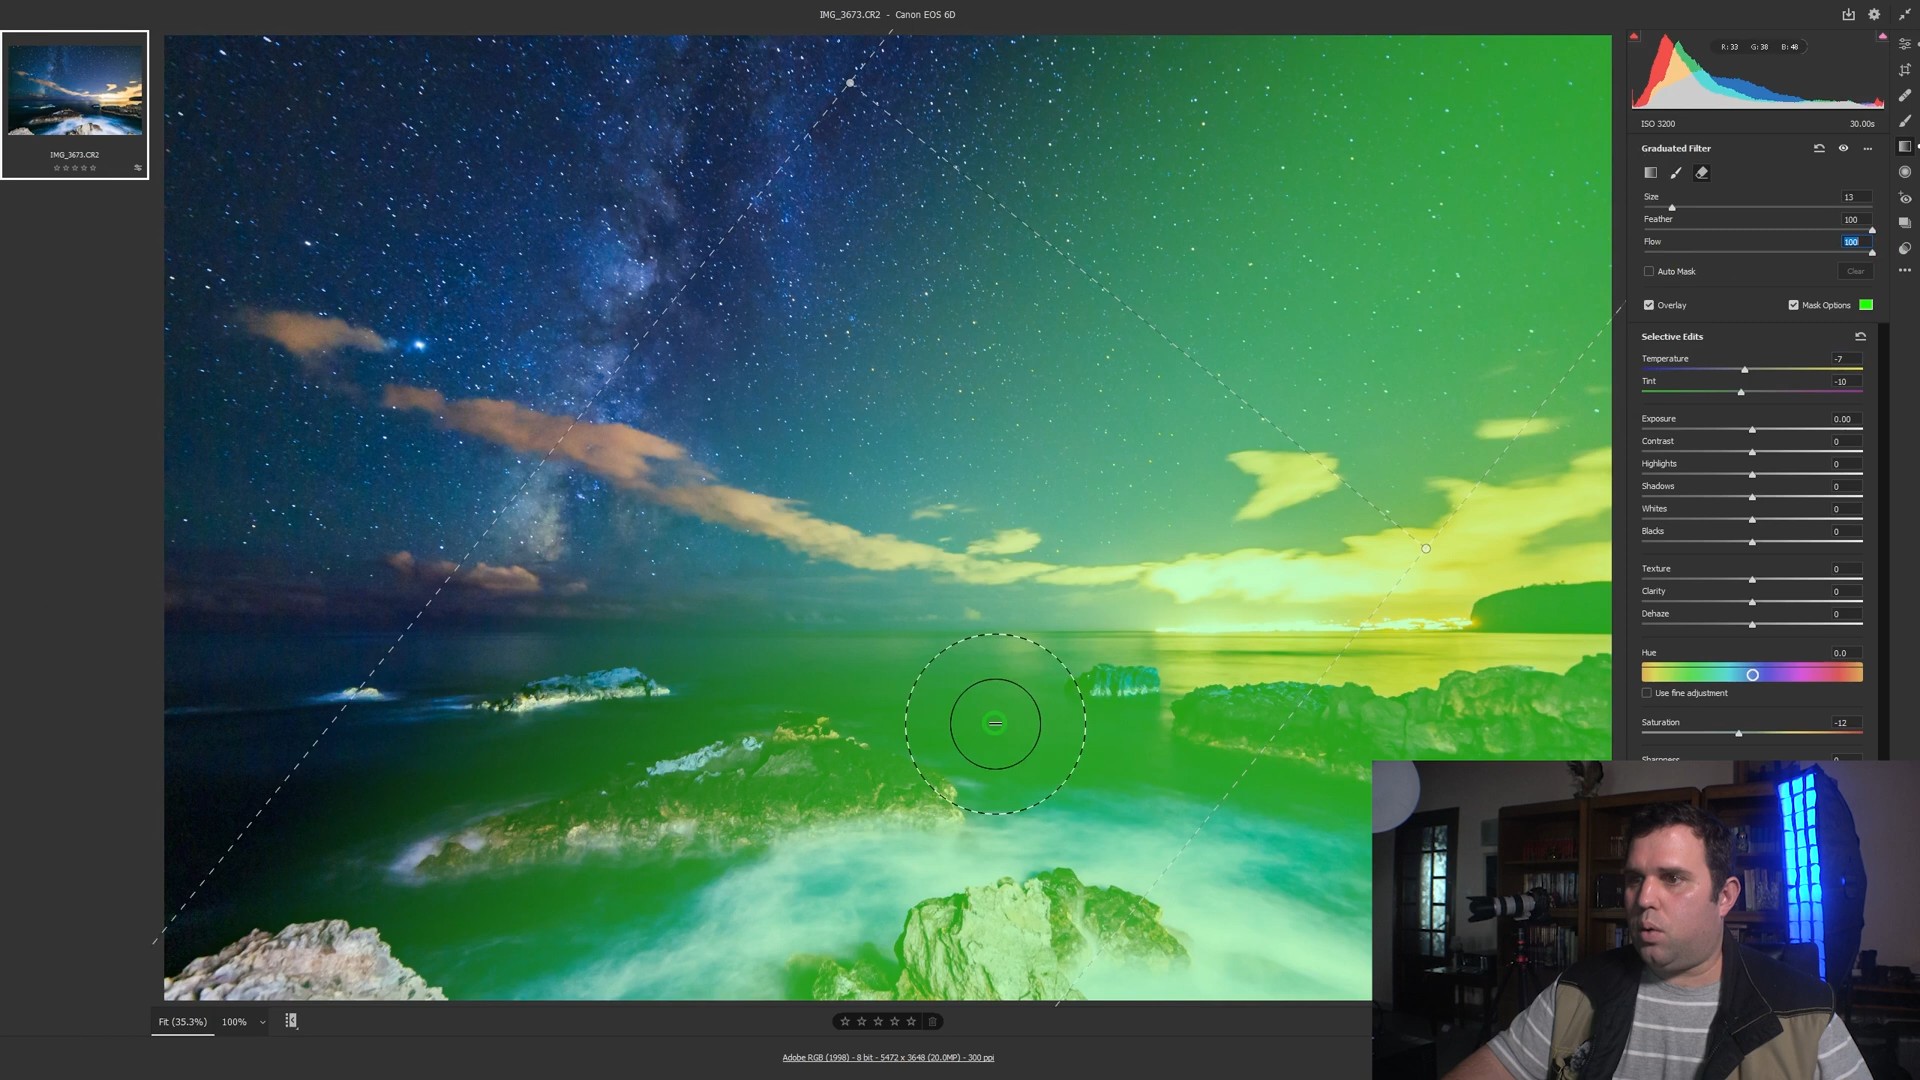 IMG_3673.CR2 - Canon EOS 6D
IMG_3673.CR2
R: 33 G: 38 B: 48
ISO 3200 30.00s
Graduated Filter
Size 13
Feather 100
Flow 100
Auto Mask Clear
Overlay Mask Options
Selective Edits
Temperature -7
Tint -10
Exposure 0.00
Contrast 0
Highlights 0
Shadows 0
Whites 0
Blacks 0
Texture 0
Clarity 0
Dehaze 0
Hue 0.0
Use fine adjustment
Saturation -12
Sharpness 0
Fit (35.3%) 100%
Adobe RGB (1998) - 8 bit - 5472 x 3648 (20.0MP) - 300 ppi